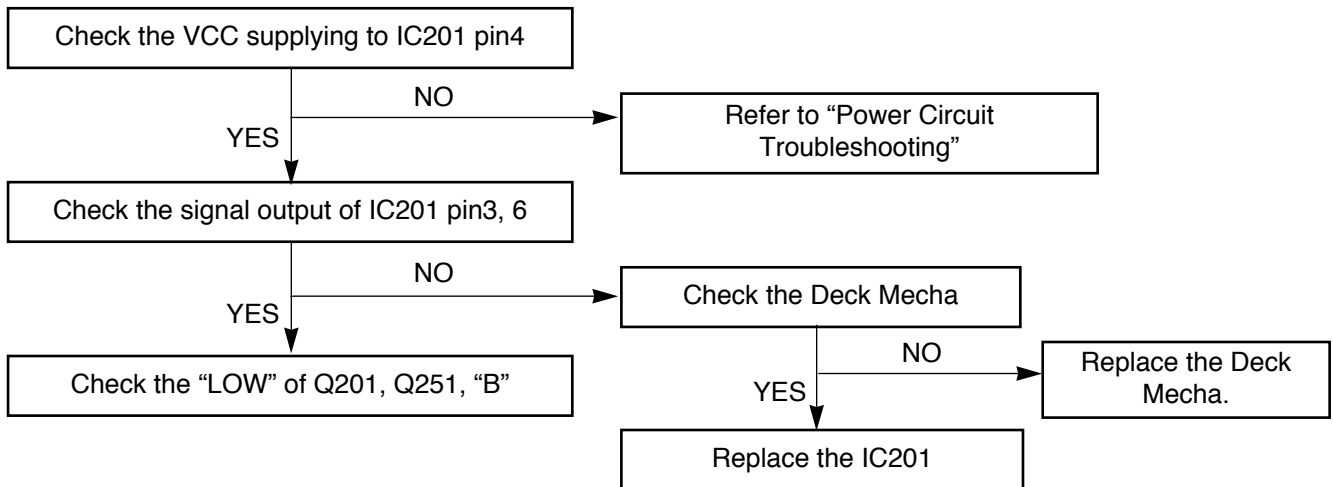 Check the VCC supplying to IC201 pin4
NO
Refer to “Power Circuit
Troubleshooting”
YES
Check the signal output of IC201 pin3, 6
NO
Check the Deck Mecha
YES
Check the “LOW” of Q201, Q251, “B”
NO
Replace the Deck
Mecha.
YES
Replace the IC201